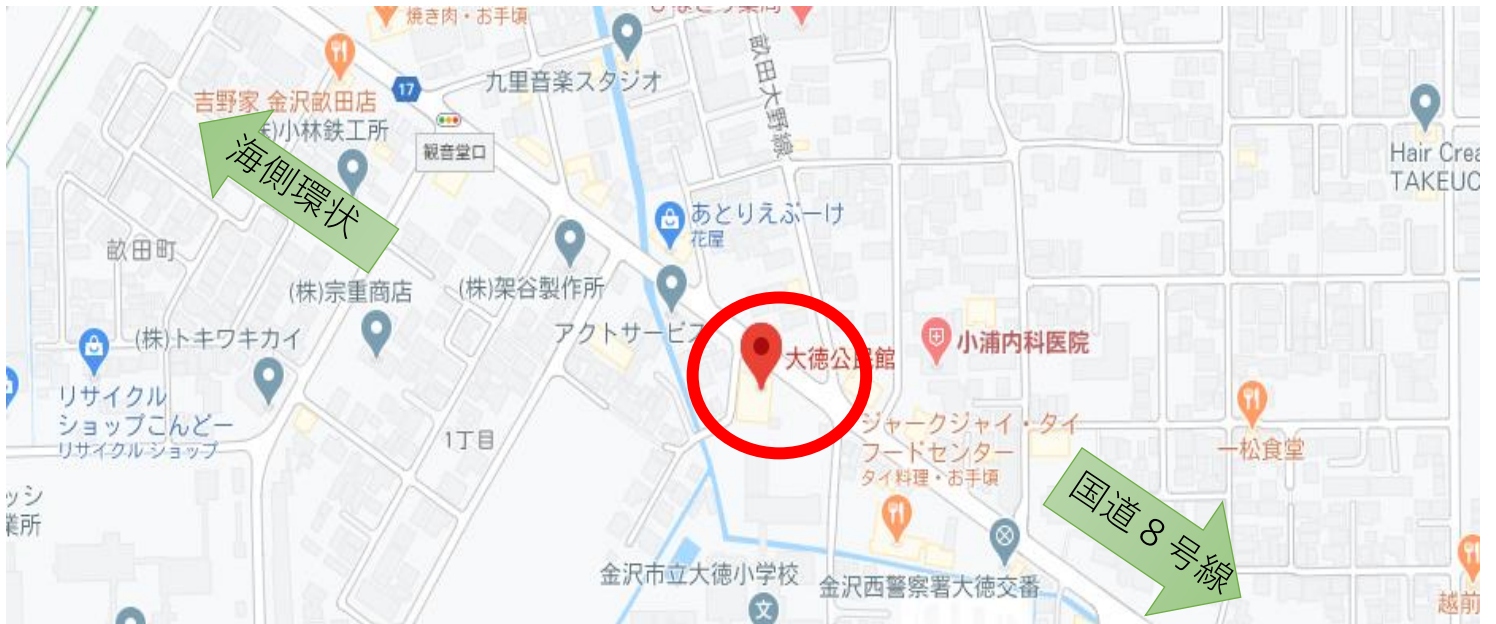 焼き肉・お手頃
九里音楽スタジオ
畝田大野線
吉野家 金沢畝田店
17
(株)小林鉄工所
観音堂口
海側環状
Hair Crea
TAKEUC
あとりえぶーけ
花屋
畝田町
(株)宗重商店
(株)架谷製作所
アクトサービス
(株)トキワキカイ
大徳公民館
小浦内科医院
リサイクル
ショップこんどー
リサイクル ショップ
1丁目
ジャークジャイ・タイ
フードセンター
タイ料理・お手頃
一松食堂
国道8号線
ッシ
業所
金沢市立大徳小学校
文
金沢西警察署大徳交番
越前